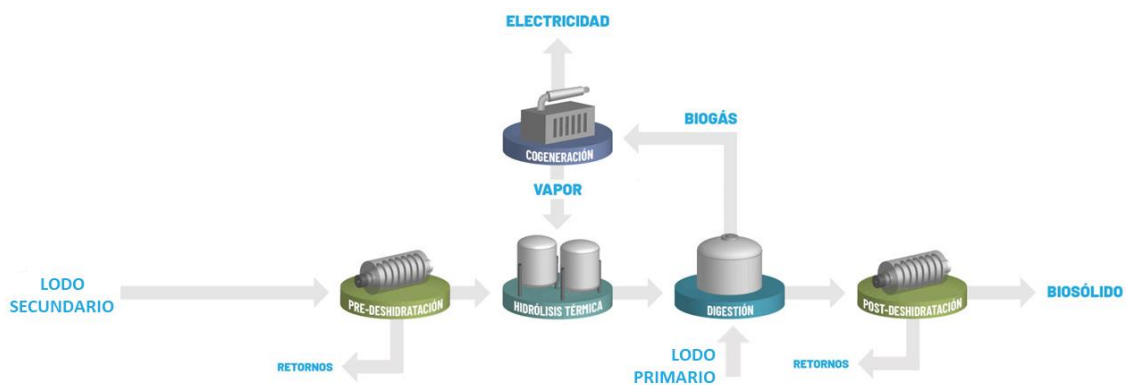 ELECTRICIDAD
BIOGÁS
COGENERACIÓN
VAPOR
LODO
SECUNDARIO
PRE-DESHIDRATACIÓN
HIDRÓLISIS TÉRMICA
DIGESTIÓN
POST-DESHIDRATACIÓN
BIOSÓLIDO
RETORNOS
LODO
PRIMARIO
RETORNOS